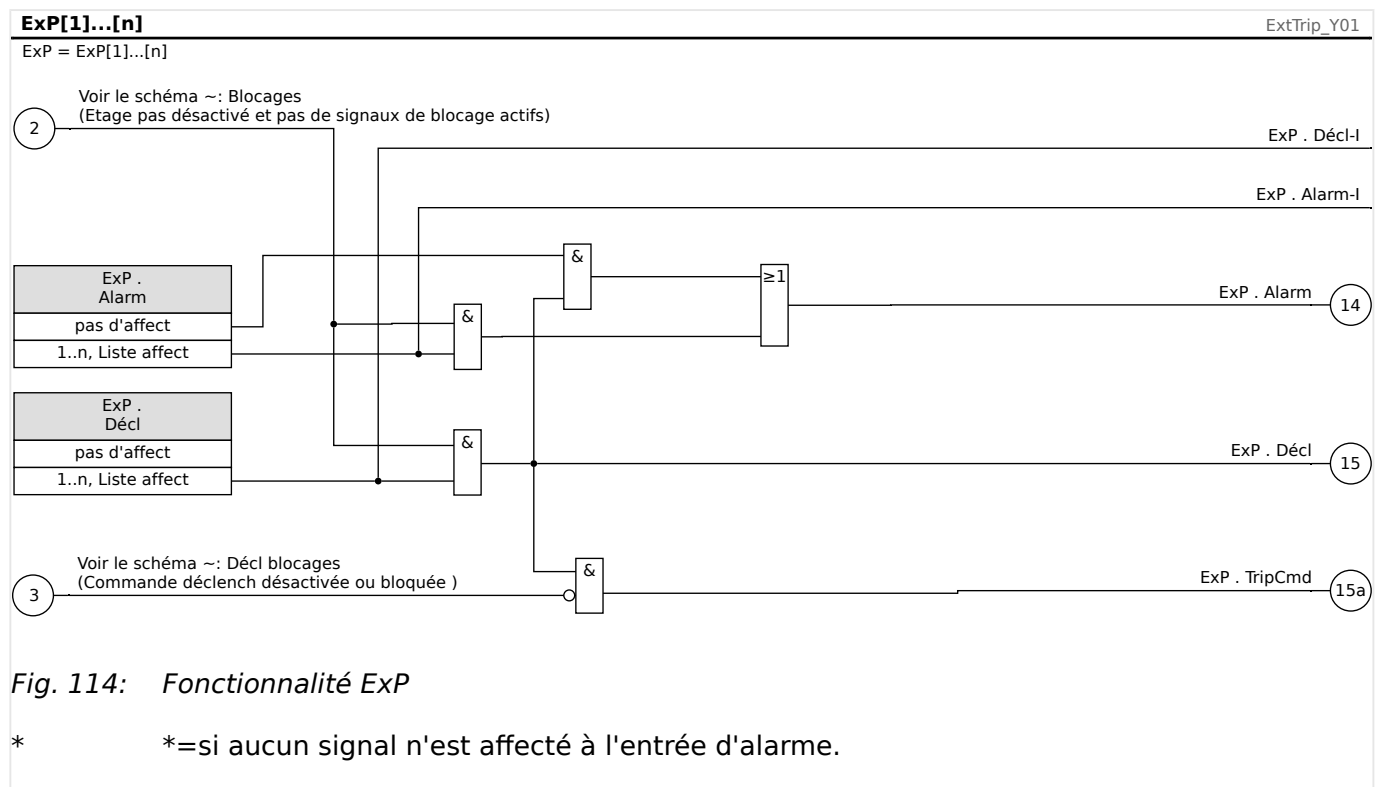 ExP[1]...[n]
ExtTrip_Y01
ExP = ExP[1]...[n]
Voir le schéma ~: Blocages
(Etage pas désactivé et pas de signaux de blocage actifs)
2
ExP . Décl-I
ExP . Alarm-I
&
ExP .
Alarm
≥1
ExP . Alarm
14
pas d'affect
&
1..n, Liste affect
ExP .
Décl
pas d'affect
&
ExP . Décl
15
1..n, Liste affect
Voir le schéma ~: Décl blocages
(Commande déclench désactivée ou bloquée )
3
&
ExP . TripCmd
15a
Fig. 114: Fonctionnalité ExP
* *=si aucun signal n'est affecté à l'entrée d'alarme.